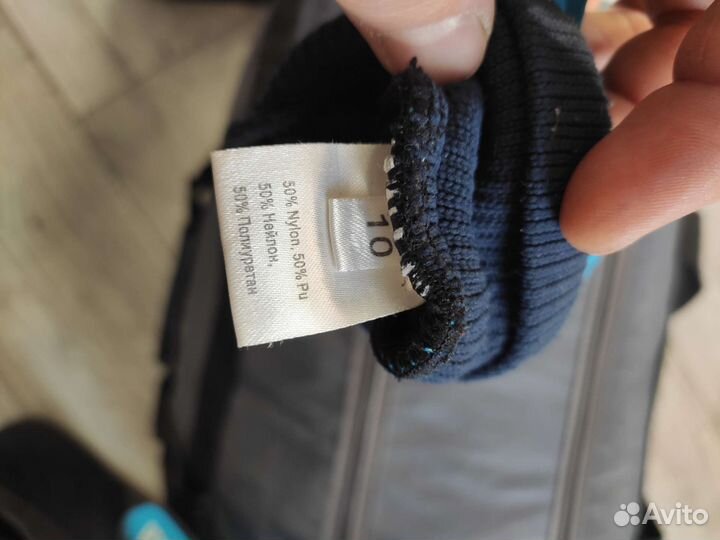 10
50% Nylon, 50% Pu
50% Нейлон,
50% Полиуретан
Avito